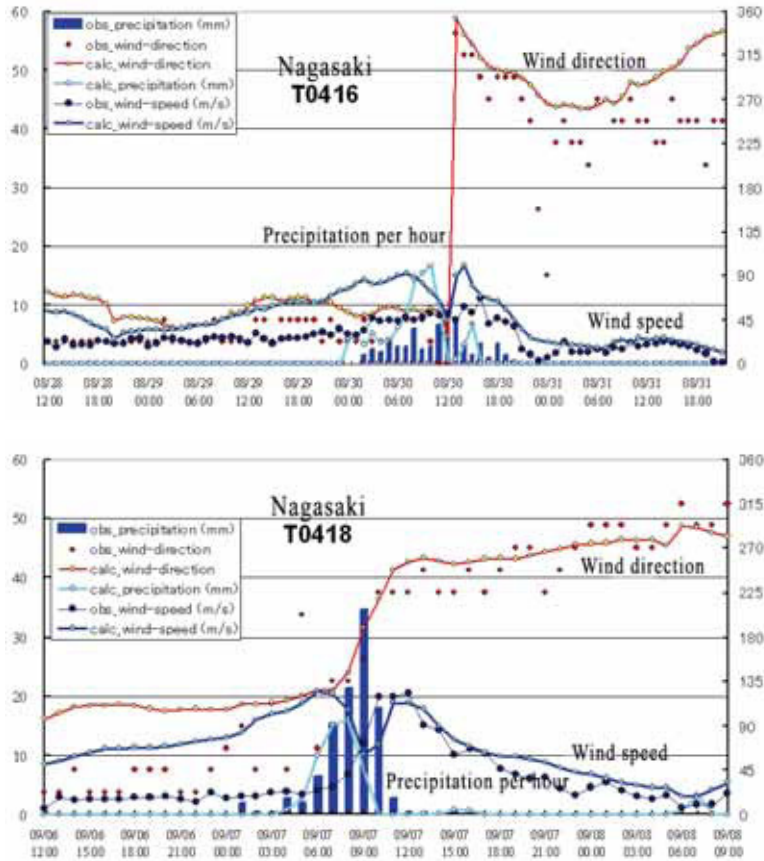 60
50
40
30
20
10
0
obs_precipitation (mm)
obs_wind-direction
calc_wind-direction
calc_precipitation (mm)
obs_wind-speed (m/s)
calc_wind-speed (m/s)
Nagasaki
T0416
Wind direction
Precipitation per hour
Wind speed
360
315
270
225
180
135
90
45
0
08/28 08/28 08/29 08/29 08/29 08/29 08/30 08/30 08/30 08/30 08/31 08/31 08/31 08/31
12:00 18:00 00:00 06:00 12:00 18:00 00:00 06:00 12:00 18:00 00:00 06:00 12:00 18:00
60
50
40
30
20
10
0
obs_precipitation (mm)
obs_wind-direction
calc_wind-direction
calc_precipitation (mm)
obs_wind-speed (m/s)
calc_wind-speed (m/s)
Nagasaki
T0418
Wind direction
Wind speed
Precipitation per hour
360
315
270
225
180
135
90
45
0
09/06 09/06 09/06 09/06 09/07 09/07 09/07 09/07 09/07 09/07 09/07 09/07 09/08 09/08 09/08 09/08
12:00 15:00 18:00 21:00 00:00 03:00 06:00 09:00 12:00 15:00 18:00 21:00 00:00 03:00 06:00 09:00